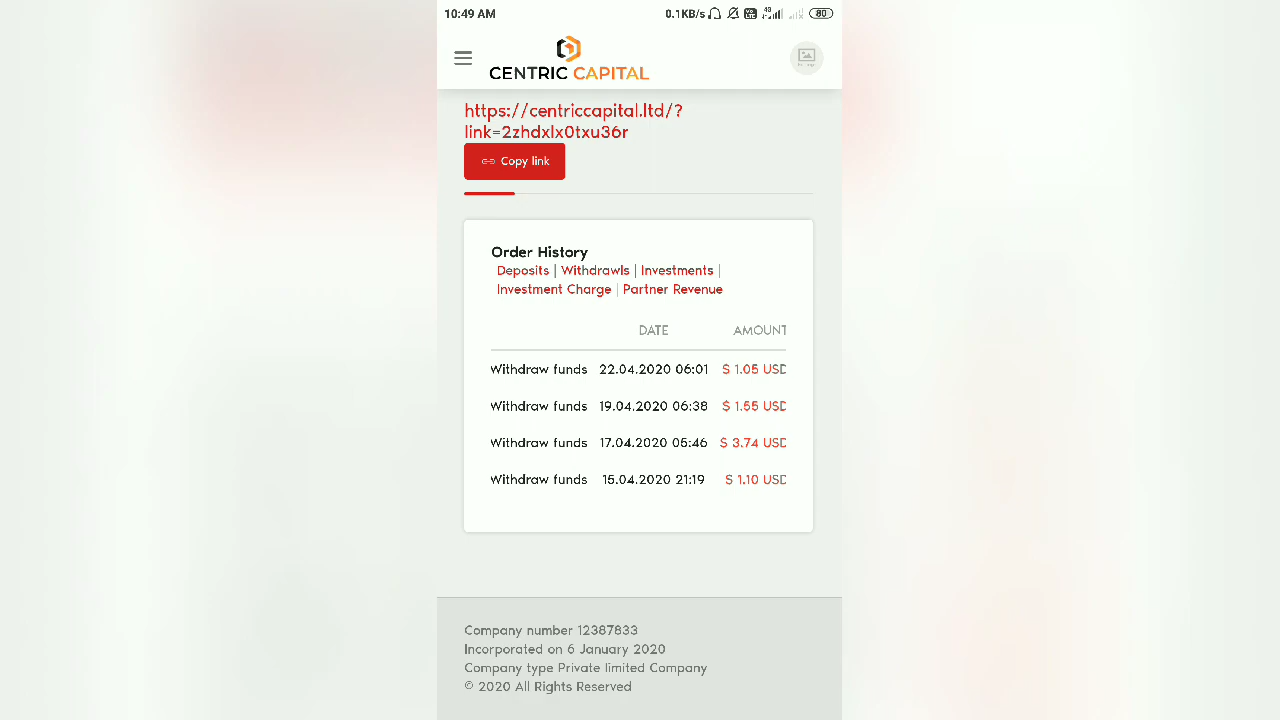 10:49 AM
0.1KB/s 4G 80
CENTRIC CAPITAL
https://centriccapital.ltd/?
link=2zhdxlx0txu36r
Copy link
Order History
Deposits | Withdrawls | Investments |
Investment Charge | Partner Revenue
DATE AMOUNT
Withdraw funds 22.04.2020 06:01 $ 1.05 USD
Withdraw funds 19.04.2020 06:38 $ 1.55 USD
Withdraw funds 17.04.2020 05:46 $ 3.74 USD
Withdraw funds 15.04.2020 21:19 $ 1.10 USD
Company number 12387833
Incorporated on 6 January 2020
Company type Private limited Company
© 2020 All Rights Reserved